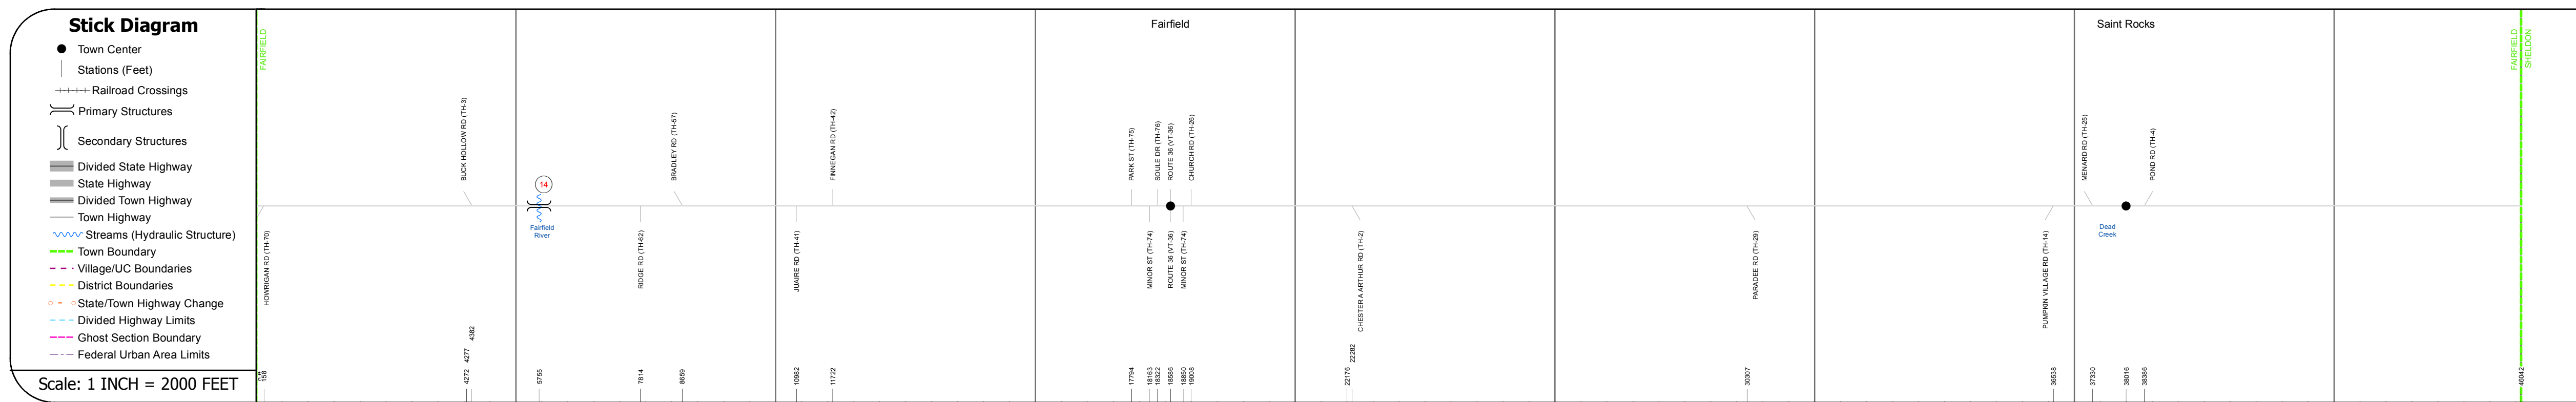 Stick Diagram
Town Center
Stations (Feet)
Railroad Crossings
Primary Structures
Secondary Structures
Divided State Highway
State Highway
Divided Town Highway
Town Highway
Streams (Hydraulic Structure)
Town Boundary
Village/UC Boundaries
District Boundaries
State/Town Highway Change
Divided Highway Limits
Ghost Section Boundary
Federal Urban Area Limits
Scale: 1 INCH = 2000 FEET
FAIRFIELD
Fairfield
Saint Rocks
FAIRFIELD
SHELDON
BUCK HOLLOW RD (TH-3)
BRADLEY RD (TH-57)
FINNEGAN RD (TH-42)
PARK ST (TH-75)
SOULE DR (TH-76)
ROUTE 36 (VT-36)
CHURCH RD (TH-26)
MENARD RD (TH-25)
POND RD (TH-4)
14
Fairfield
River
Dead
Creek
HOWRIGAN RD (TH-70)
RIDGE RD (TH-62)
JUAIRE RD (TH-41)
MINOR ST (TH-74)
ROUTE 36 (VT-36)
MINOR ST (TH-74)
CHESTER A ARTHUR RD (TH-2)
PARADEE RD (TH-29)
PUMPKIN VILLAGE RD (TH-14)
158
4272
4277
4382
5755
7814
8659
10982
11722
17794
18163
18322
18586
18850
19008
22176
22282
30307
36538
37330
38016
38386
46042